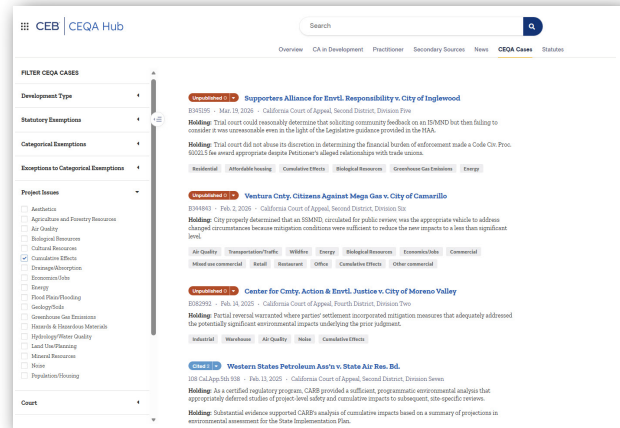 CEB CEQA Hub
Search
Overview CA in Development Practitioner Secondary Sources News CEQA Cases Statutes
FILTER CEQA CASES
Development Type
Statutory Exemptions
Categorical Exemptions
Exceptions to Categorical Exemptions
Project Issues
Aesthetics
Agriculture and Forestry Resources
Air Quality
Biological Resources
Cultural Resources
Cumulative Effects
Drainage/Absorption
Economics/Jobs
Energy
Flood Plain/Flooding
Geology/Soils
Greenhouse Gas Emissions
Hazards & Hazardous Materials
Hydrology/Water Quality
Land Use/Planning
Mineral Resources
Noise
Population/Housing
Court
Unpublished 0 Supporters Alliance for Envtl. Responsibility v. City of Inglewood
B345195 - Mar. 19, 2026 - California Court of Appeal, Second District, Division Five
Holding: Trial court could reasonably determine that soliciting community feedback on an IS/MND but then failing to
consider it was unreasonable even in the light of the Legislative guidance provided in the HAA.
Holding: Trial court did not abuse its discretion in determining the financial burden of enforcement made a Code Civ. Proc.
§1021.5 fee award appropriate despite Petitioner's alleged relationships with trade unions.
Residential Affordable housing Cumulative Effects Biological Resources Greenhouse Gas Emissions Energy
Unpublished 0 Ventura Cnty. Citizens Against Mega Gas v. City of Camarillo
B344843 - Feb. 2, 2026 - California Court of Appeal, Second District, Division Six
Holding: City properly determined that an SSMND, circulated for public review, was the appropriate vehicle to address
changed circumstances because mitigation conditions were sufficient to reduce the new impacts to a less than significant
level.
Air Quality Transportation/Traffic Wildfire Energy Biological Resources Economics/Jobs Commercial
Mixed use commercial Retail Restaurant Office Cumulative Effects Other commercial
Unpublished 0 Center for Cmty. Action & Envtl. Justice v. City of Moreno Valley
E082992 - Feb. 14, 2025 - California Court of Appeal, Fourth District, Division Two
Holding: Partial reversal warranted where parties' settlement incorporated mitigation measures that adequately addressed
the potentially significant environmental impacts underlying the prior judgment.
Industrial Warehouse Air Quality Noise Cumulative Effects
Cited 2 Western States Petroleum Ass'n v. State Air Res. Bd.
108 Cal.App.5th 938 - Feb. 13, 2025 - California Court of Appeal, Second District, Division Seven
Holding: As a certified regulatory program, CARB provided a sufficient, programmatic environmental analysis that
appropriately deferred studies of project-level safety and cumulative impacts to subsequent, site-specific reviews.
Holding: Substantial evidence supported CARB's analysis of cumulative impacts based on a summary of projections in
environmental assessment for the State Implementation Plan.